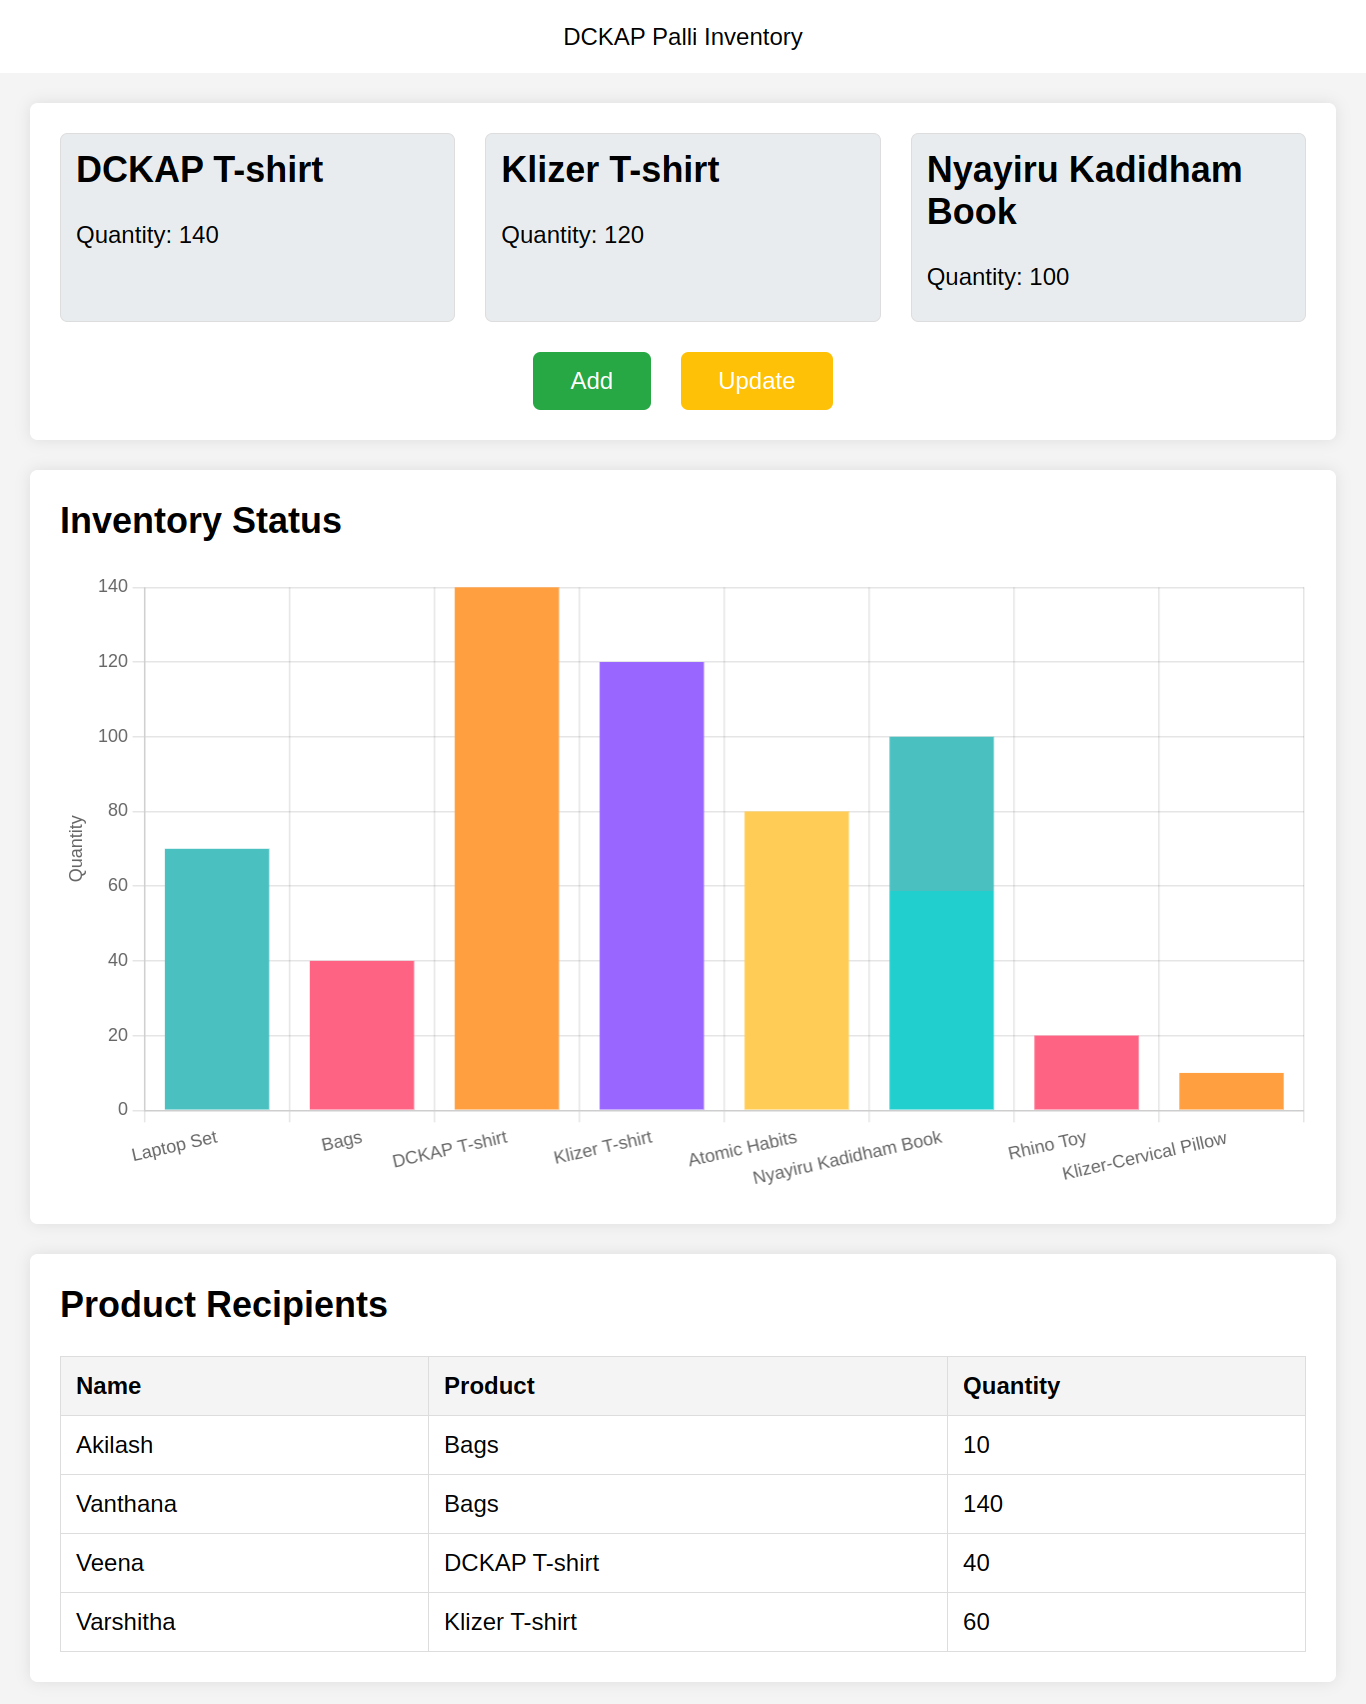 DCKAP Palli Inventory
DCKAP T-shirt
Quantity: 140
Klizer T-shirt
Quantity: 120
Nyayiru Kadidham
Book
Quantity: 100
Add
Update
Inventory Status
Quantity
140
120
100
80
60
40
20
0
Laptop Set
Bags
DCKAP T-shirt
Klizer T-shirt
Atomic Habits
Nyayiru Kadidham Book
Rhino Toy
Klizer-Cervical Pillow
Product Recipients
Name Product Quantity
Akilash Bags 10
Vanthana Bags 140
Veena DCKAP T-shirt 40
Varshitha Klizer T-shirt 60